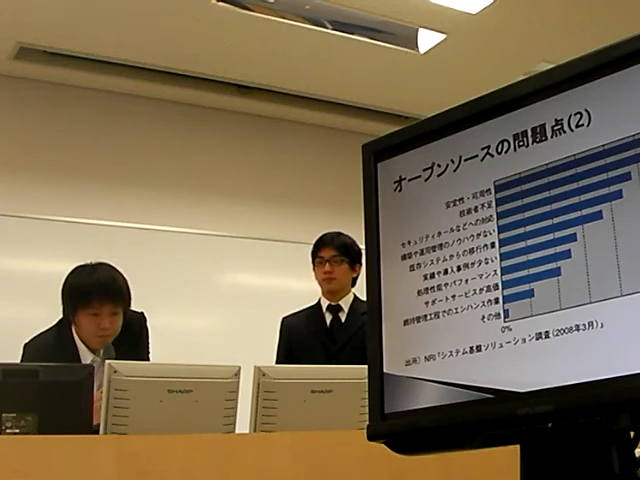 オープンソースの問題点(2)
安定性・可用性
技術者不足
セキュリティホールなどへの対応
構築や運用管理のノウハウがない
既存システムからの移行作業
実績や導入事例が少ない
処理性能やパフォーマンス
サポートサービスが高価
維持管理工程でのエンハンス作業
その他
0%
出所)NRI「システム基盤ソリューション調査(2008年3月)」
SHARP
SHARP